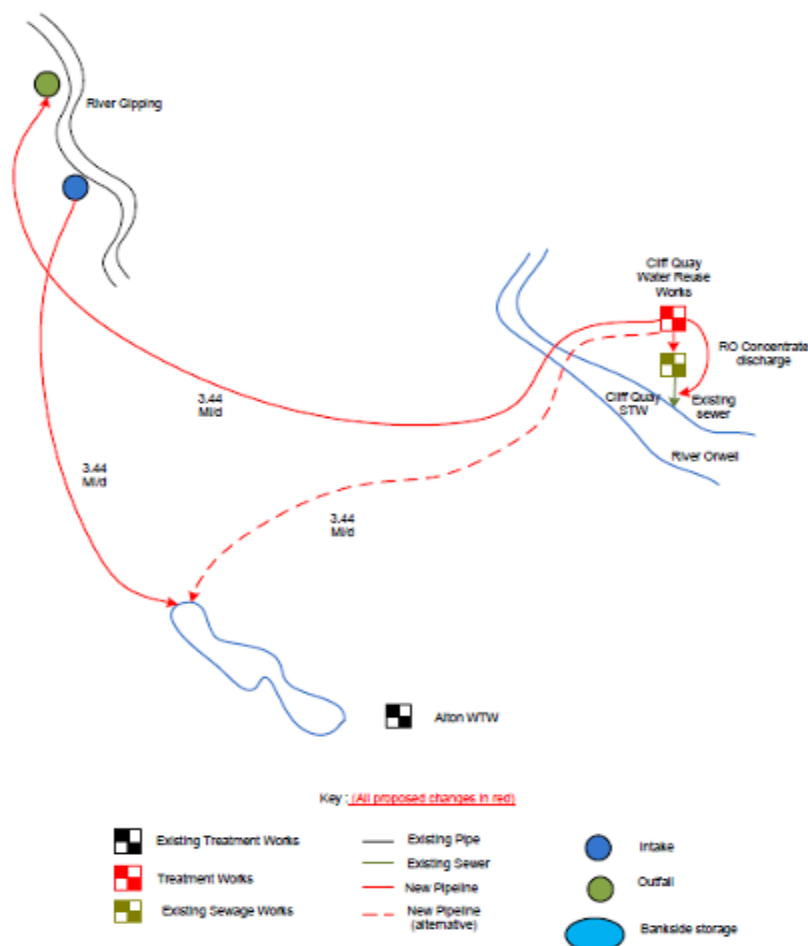 River Gipping
Cliff Quay
Water Reuse
Works
RO Concentrate
discharge
Cliff Quay
STW
Existing
sewer
River Orwell
3.44
Ml/d
3.44
Ml/d
3.44
Ml/d
Alton WTW
Key : (All proposed changes in red)
Existing Treatment Works
Treatment Works
Existing Sewage Works
Existing Pipe
Existing Sewer
New Pipeline
New Pipeline
(alternative)
Intake
Outfall
Bankside storage